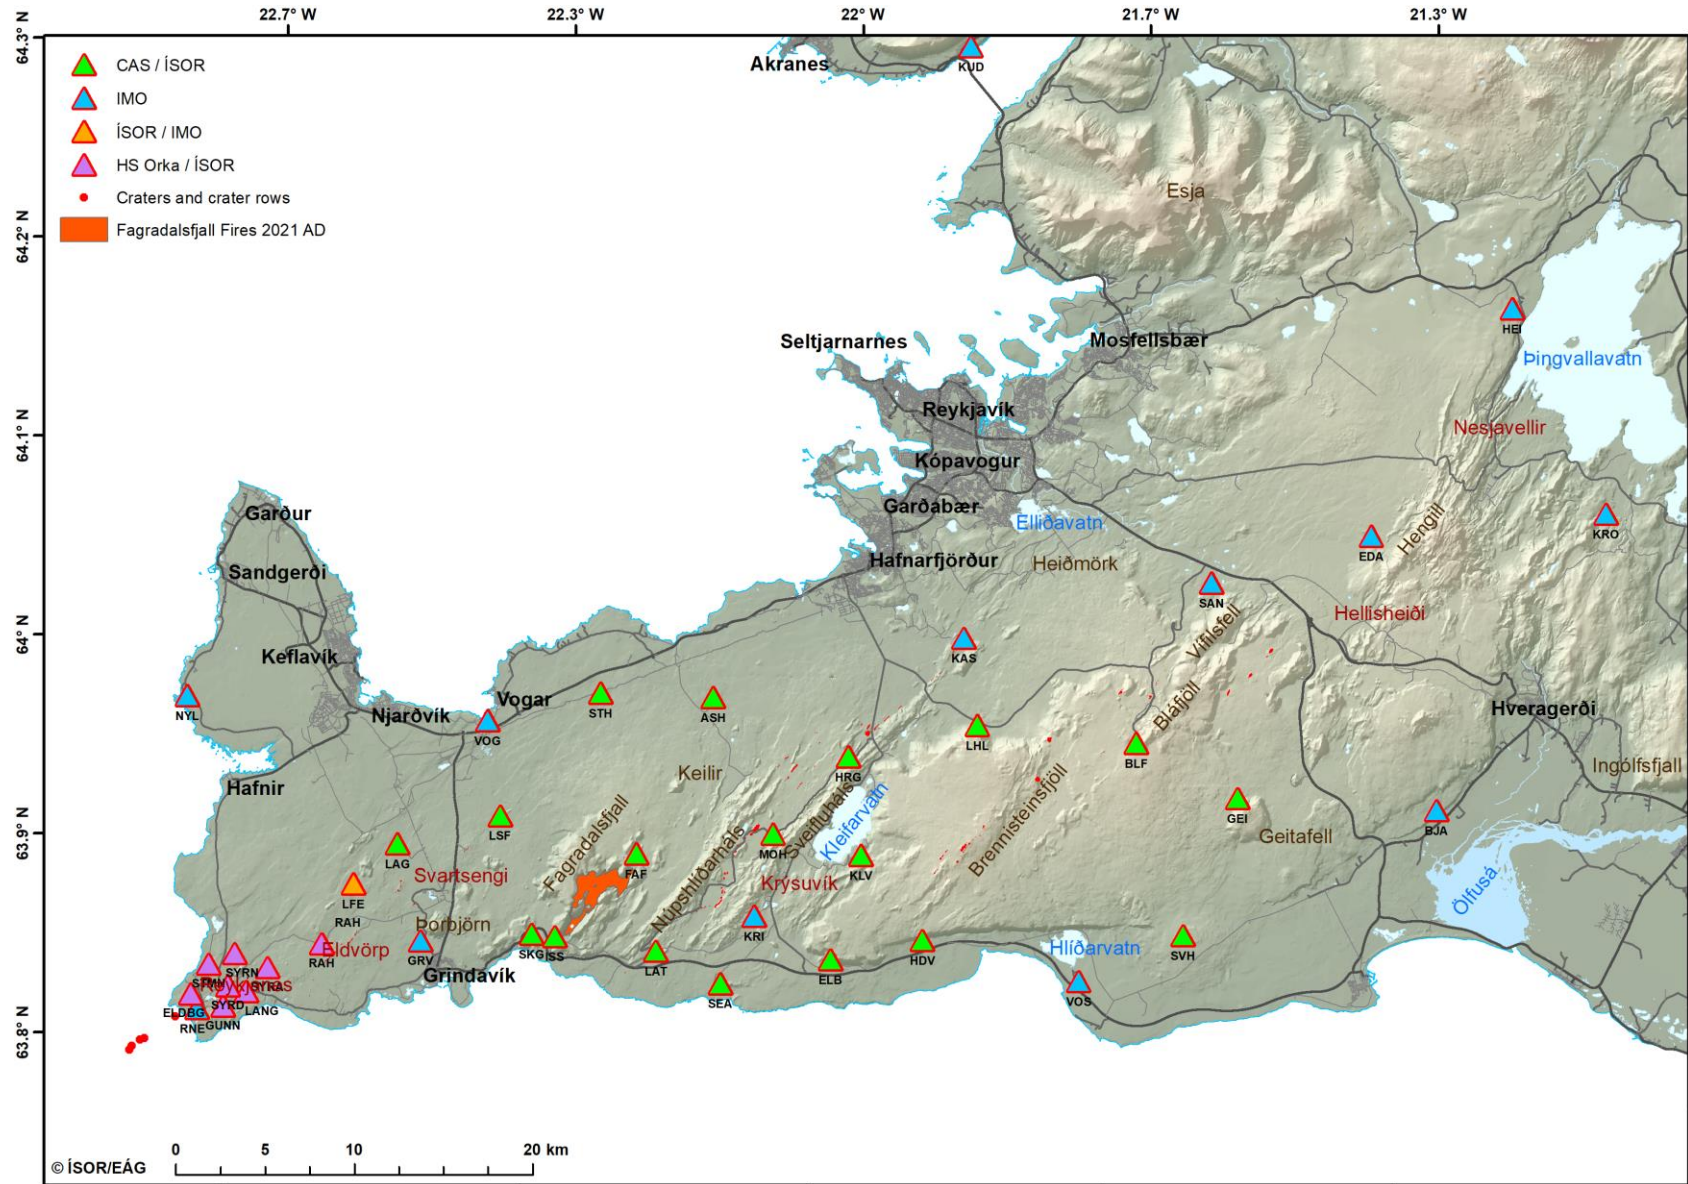 22.7° W
22.3° W
22° W
21.7° W
21.3° W
64.3° N
64.2° N
64.1° N
64° N
63.9° N
63.8° N
CAS / ÍSOR
IMO
ÍSOR / IMO
HS Orka / ÍSOR
Craters and crater rows
Fagradalsfjall Fires 2021 AD
Akranes
KUD
Esja
HEI
Þingvallavatn
Seltjarnarnes
Mosfellsbær
Reykjavík
Nesjavellir
Kópavogur
Garðabær
Elliðavatn
Hengill
KRO
Garður
EDA
Hafnarfjörður
Heiðmörk
Sandgerði
SAN
Hellisheiði
Vífilsfell
KAS
Keflavík
NYL
Njarðvík
Vogar
VOG
STH
ASH
Bláfjöll
Hveragerði
LHL
BLF
HRG
Keilir
Hafnir
Ingólfsfjall
LSF
Sveifluháls
Kleifarvatn
Brennisteinsfjöll
GEI
Geitafell
BJA
LAG
Fagradalsfjall
FAF
MOH
KLV
Svartsengi
Krýsuvík
Núpshlíðarháls
Ölfusá
LFE
RAH
Þorbjörn
KRI
RAH
Eldvörp
GRV
SKG
ISS
LAT
ELB
HDV
Hlíðarvatn
SVH
Grindavík
SYRN
SYRA
SEA
VOS
SYRD
LANG
ELDBG
GUNN
RNE
0 5 10 20 km
© ÍSOR/EÁG